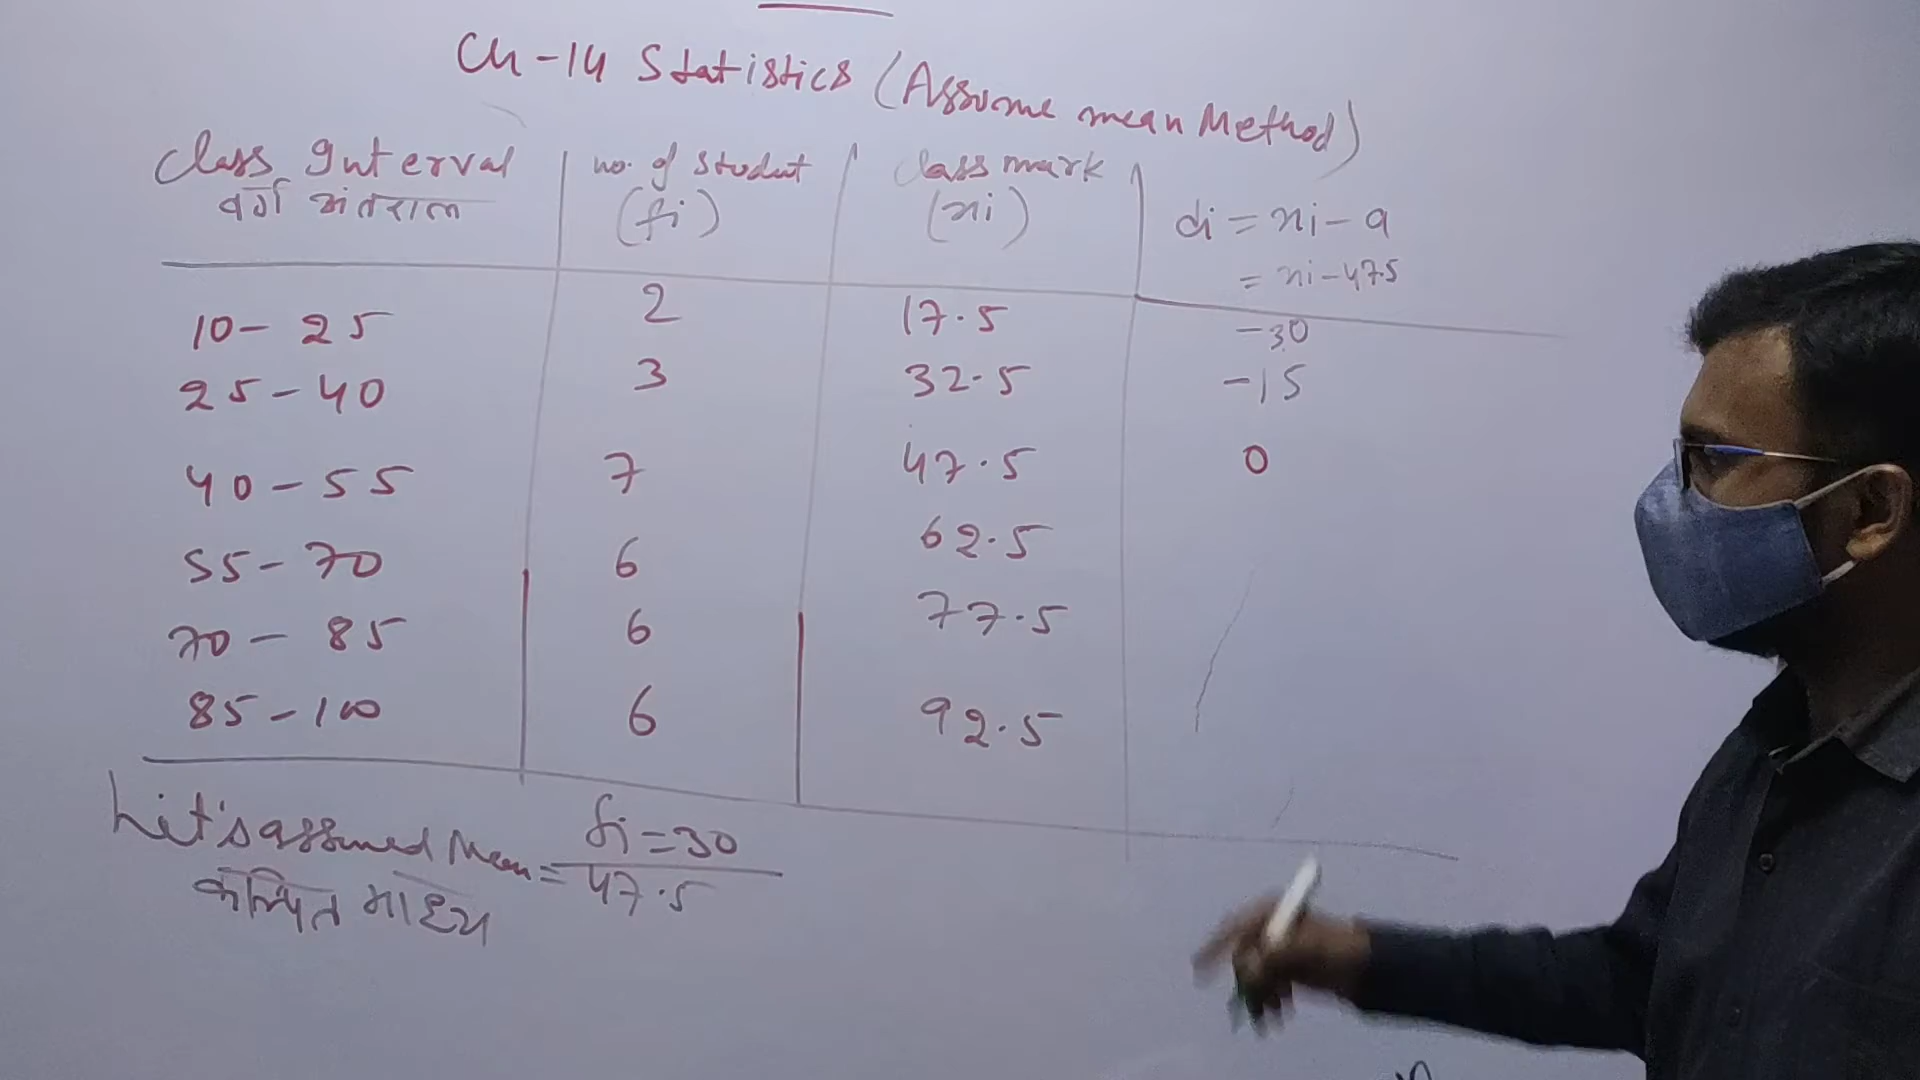 Ch-14 Statistics (Assume mean Method)
Class Interval
वर्ग अंतराल
no. of Student
(fi)
Class mark
(xi)
di = xi - a
= xi - 47.5
10 - 25 2 17.5 -30
25 - 40 3 32.5 -15
40 - 55 7 47.5 0
55 - 70 6 62.5
70 - 85 6 77.5
85 - 100 6 92.5
fi = 30
Let's assumed Mean = 47.5
कल्पित माध्य